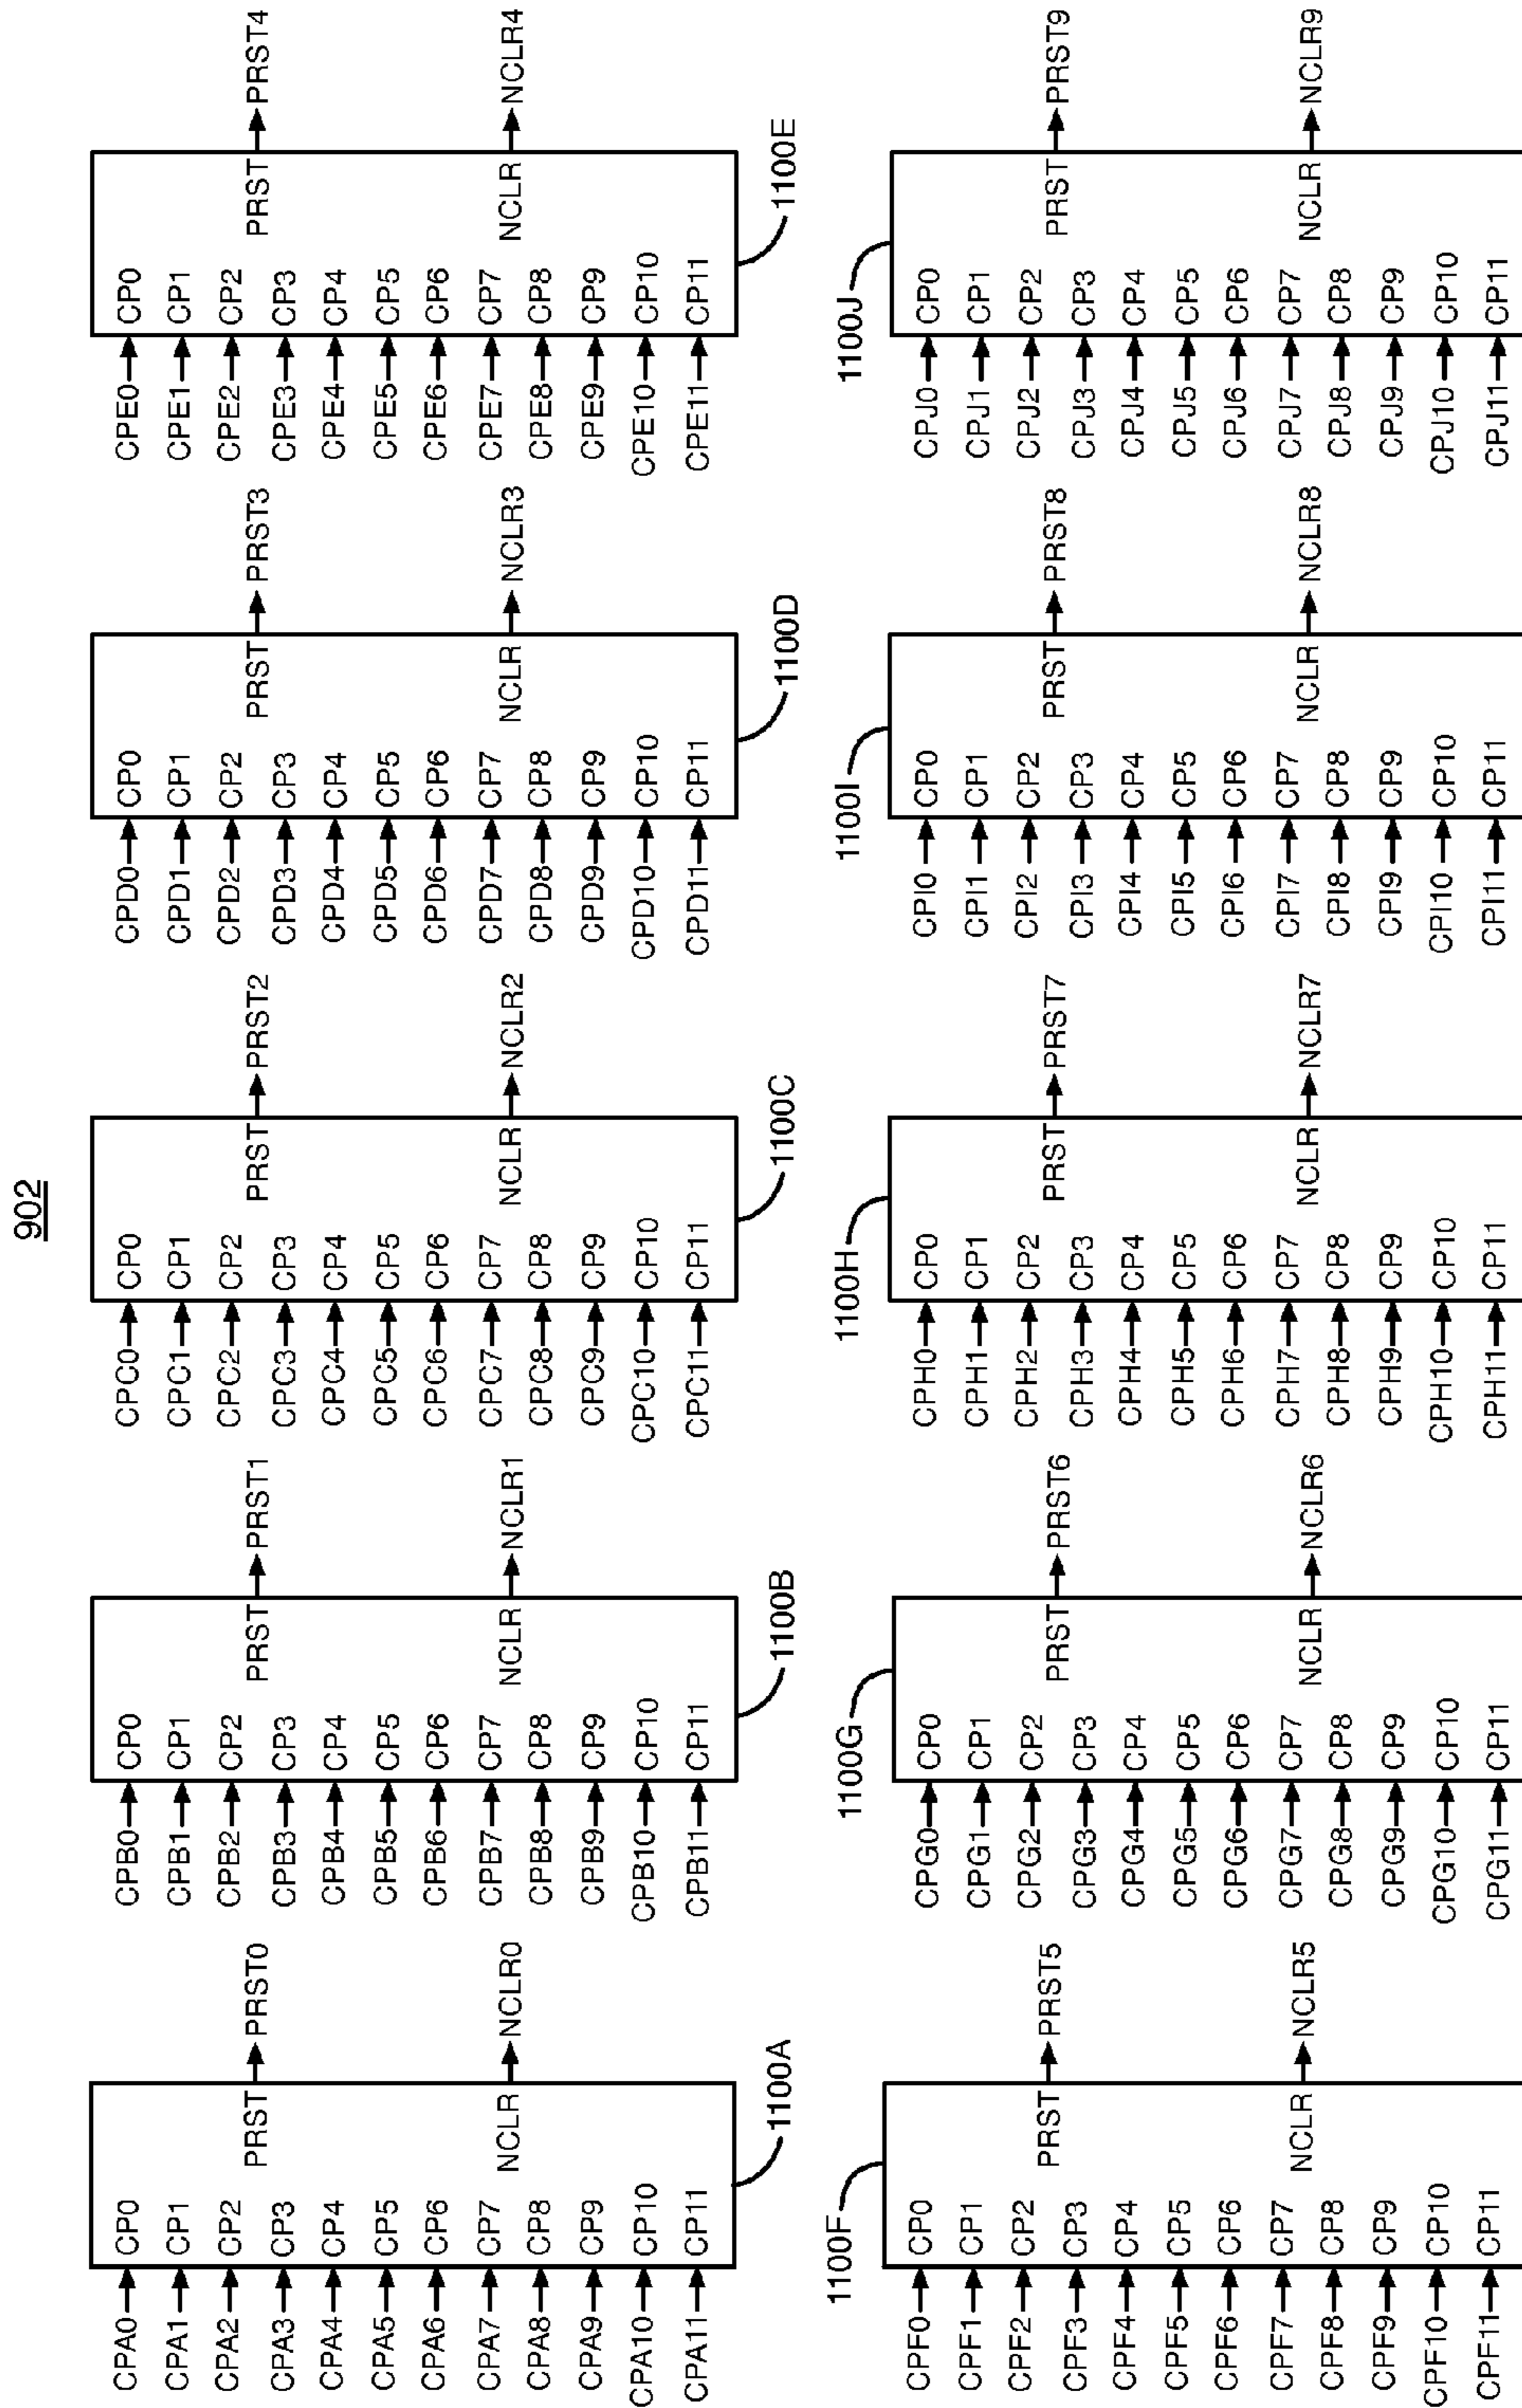 902
CPA0 CP0
CPA1 CP1
CPA2 CP2
CPA3 CP3
CPA4 CP4
CPA5 CP5
CPA6 CP6
CPA7 CP7
CPA8 CP8
CPA9 CP9
CPA10 CP10
CPA11 CP11
PRST PRST0
NCLR NCLR0
1100A
CPB0 CP0
CPB1 CP1
CPB2 CP2
CPB3 CP3
CPB4 CP4
CPB5 CP5
CPB6 CP6
CPB7 CP7
CPB8 CP8
CPB9 CP9
CPB10 CP10
CPB11 CP11
PRST PRST1
NCLR NCLR1
1100B
CPC0 CP0
CPC1 CP1
CPC2 CP2
CPC3 CP3
CPC4 CP4
CPC5 CP5
CPC6 CP6
CPC7 CP7
CPC8 CP8
CPC9 CP9
CPC10 CP10
CPC11 CP11
PRST PRST2
NCLR NCLR2
1100C
CPD0 CP0
CPD1 CP1
CPD2 CP2
CPD3 CP3
CPD4 CP4
CPD5 CP5
CPD6 CP6
CPD7 CP7
CPD8 CP8
CPD9 CP9
CPD10 CP10
CPD11 CP11
PRST PRST3
NCLR NCLR3
1100D
CPE0 CP0
CPE1 CP1
CPE2 CP2
CPE3 CP3
CPE4 CP4
CPE5 CP5
CPE6 CP6
CPE7 CP7
CPE8 CP8
CPE9 CP9
CPE10 CP10
CPE11 CP11
PRST PRST4
NCLR NCLR4
1100E
1100F
CPF0 CP0
CPF1 CP1
CPF2 CP2
CPF3 CP3
CPF4 CP4
CPF5 CP5
CPF6 CP6
CPF7 CP7
CPF8 CP8
CPF9 CP9
CPF10 CP10
CPF11 CP11
PRST PRST5
NCLR NCLR5
1100G
CPG0 CP0
CPG1 CP1
CPG2 CP2
CPG3 CP3
CPG4 CP4
CPG5 CP5
CPG6 CP6
CPG7 CP7
CPG8 CP8
CPG9 CP9
CPG10 CP10
CPG11 CP11
PRST PRST6
NCLR NCLR6
1100H
CPH0 CP0
CPH1 CP1
CPH2 CP2
CPH3 CP3
CPH4 CP4
CPH5 CP5
CPH6 CP6
CPH7 CP7
CPH8 CP8
CPH9 CP9
CPH10 CP10
CPH11 CP11
PRST PRST7
NCLR NCLR7
1100I
CPI0 CP0
CPI1 CP1
CPI2 CP2
CPI3 CP3
CPI4 CP4
CPI5 CP5
CPI6 CP6
CPI7 CP7
CPI8 CP8
CPI9 CP9
CPI10 CP10
CPI11 CP11
PRST PRST8
NCLR NCLR8
1100J
CPJ0 CP0
CPJ1 CP1
CPJ2 CP2
CPJ3 CP3
CPJ4 CP4
CPJ5 CP5
CPJ6 CP6
CPJ7 CP7
CPJ8 CP8
CPJ9 CP9
CPJ10 CP10
CPJ11 CP11
PRST PRST9
NCLR NCLR9